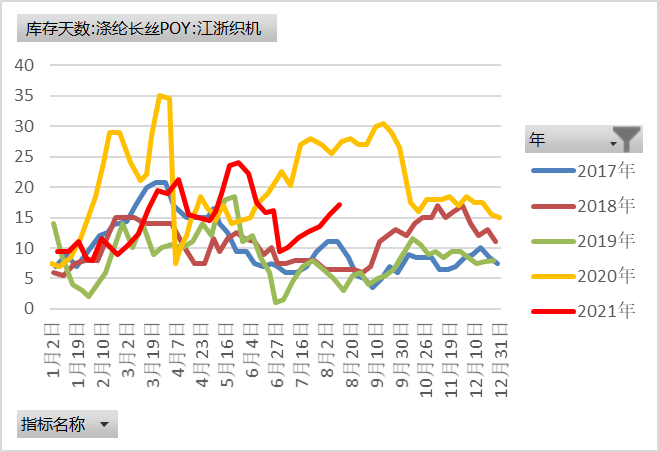 库存天数:涤纶长丝POY:江浙织机
40
35
30
25
20
15
10
5
0
1月2日
1月19日
2月10日
3月2日
3月19日
4月7日
4月23日
5月16日
6月4日
6月27日
7月16日
8月2日
8月20日
9月10日
9月30日
10月26日
11月19日
12月10日
12月31日
年
2017年
2018年
2019年
2020年
2021年
指标名称